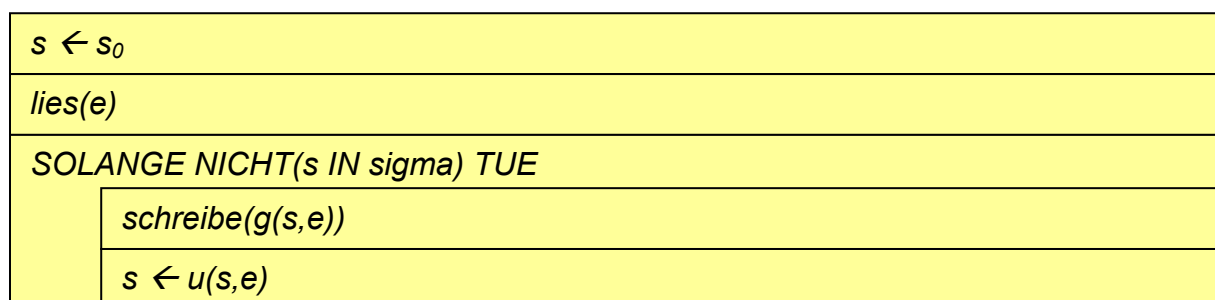 s ← s₀
lies(e)
SOLANGE NICHT(s IN sigma) TUE
schreibe(g(s,e))
s ← u(s,e)